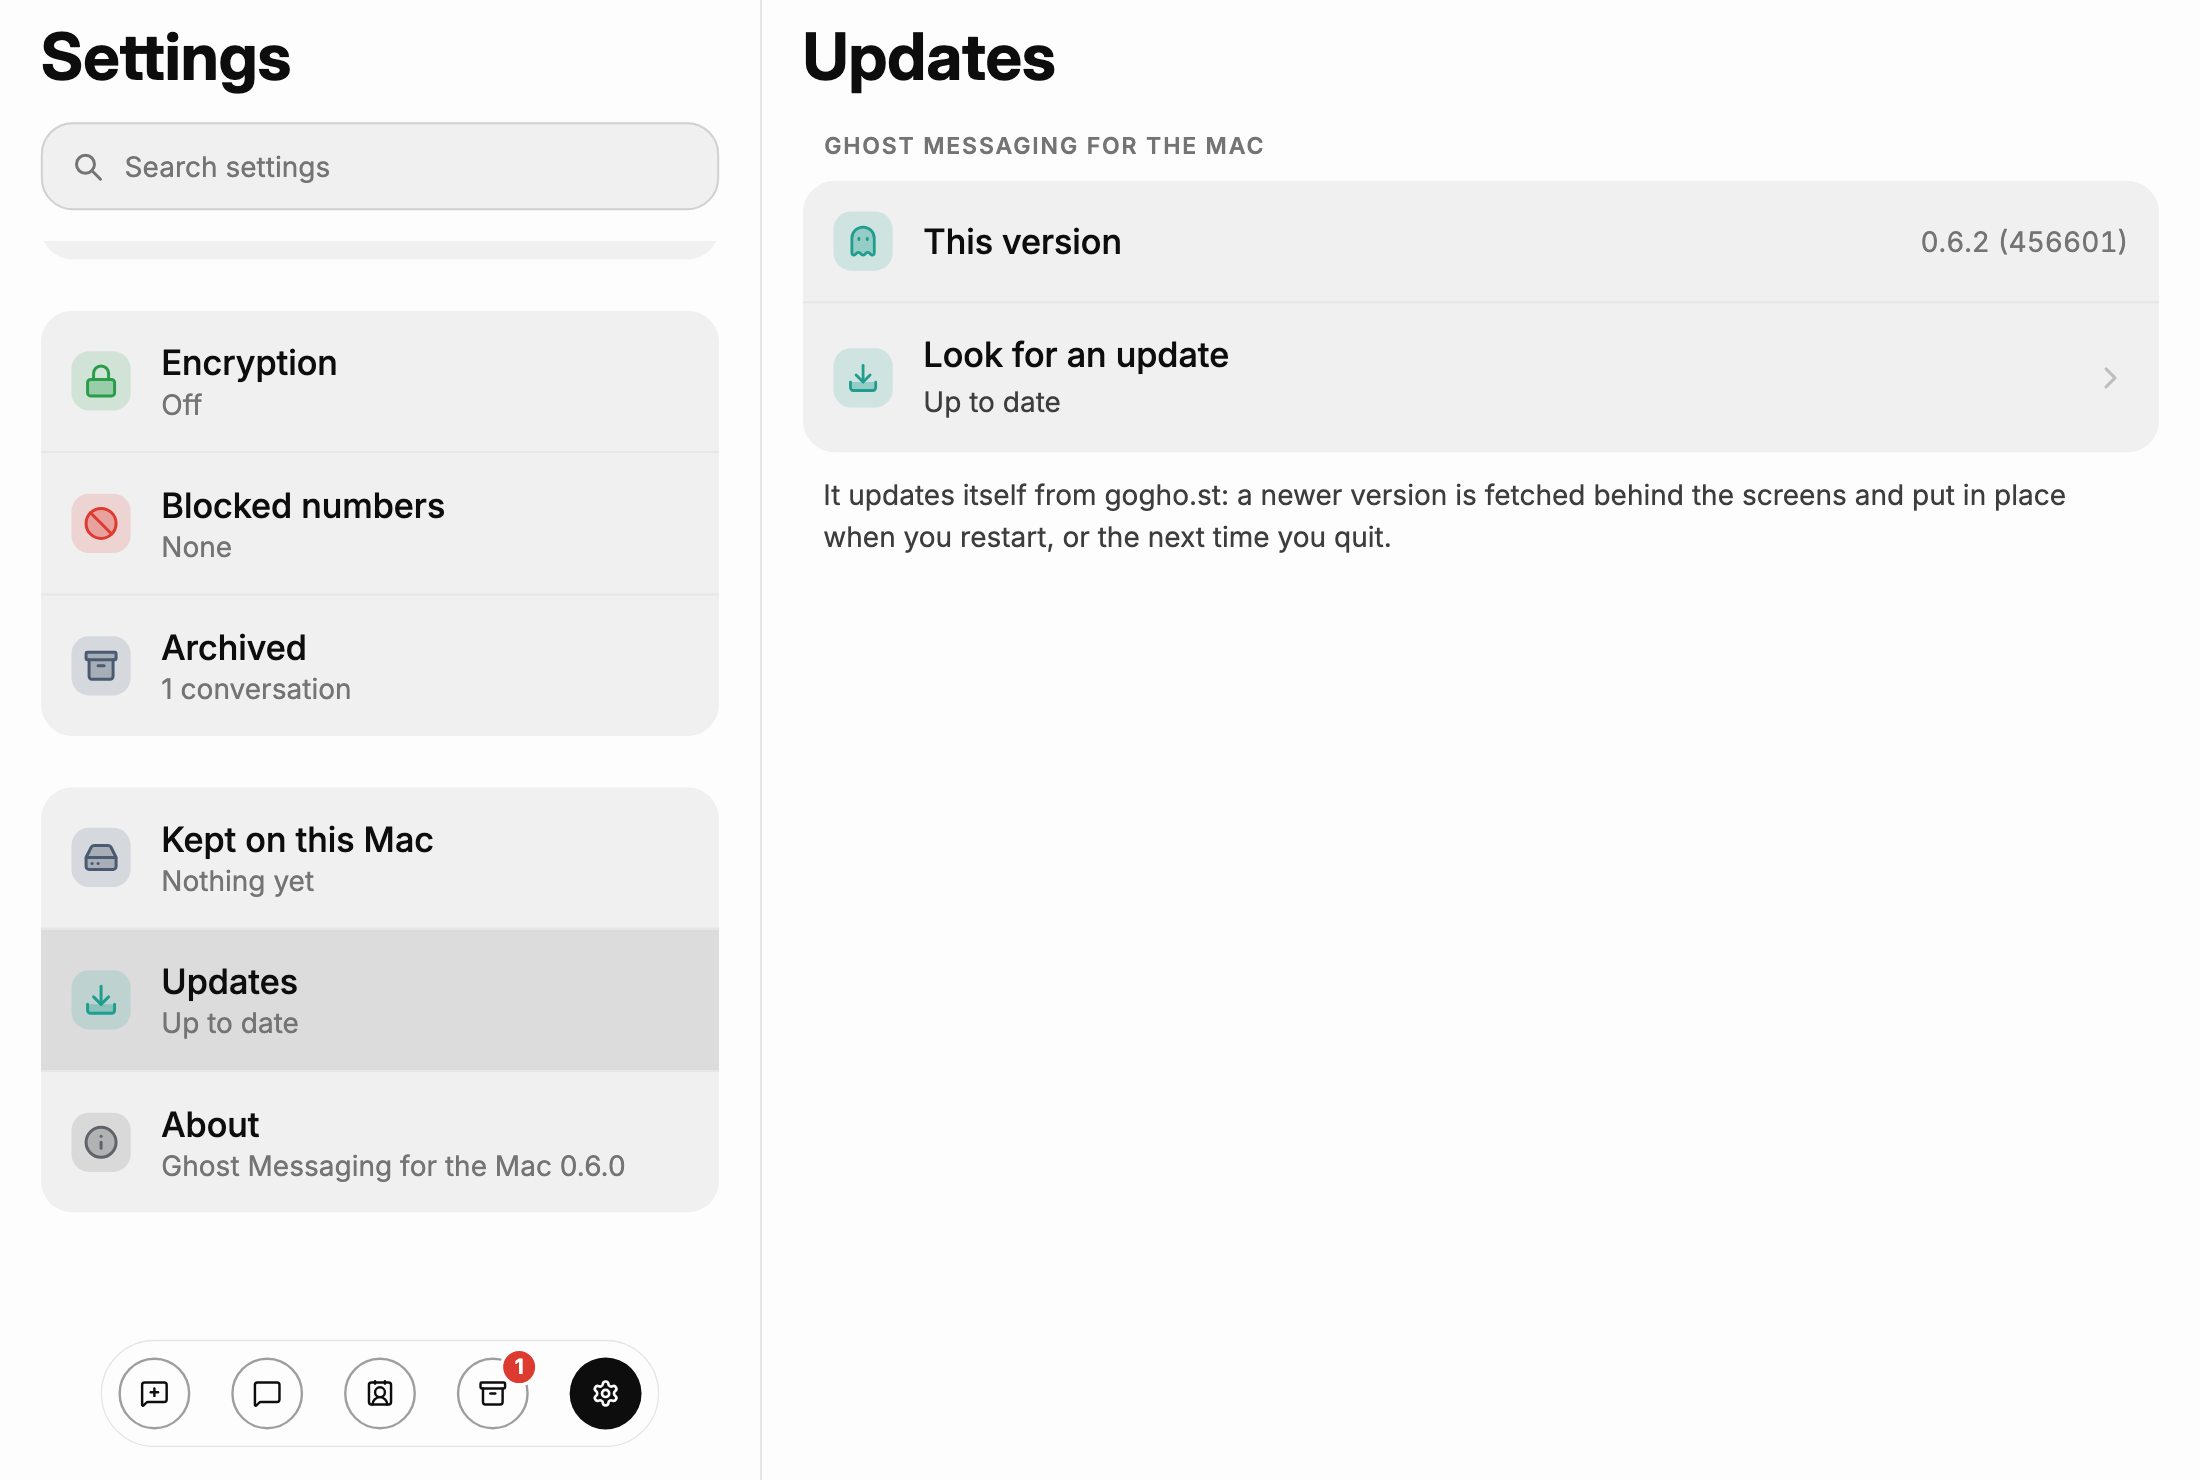 Settings
Search settings
Encryption
Off
Blocked numbers
None
Archived
1 conversation
Kept on this Mac
Nothing yet
Updates
Up to date
About
Ghost Messaging for the Mac 0.6.0
1
Updates
GHOST MESSAGING FOR THE MAC
This version
0.6.2 (456601)
Look for an update
Up to date
It updates itself from gogho.st: a newer version is fetched behind the screens and put in place
when you restart, or the next time you quit.